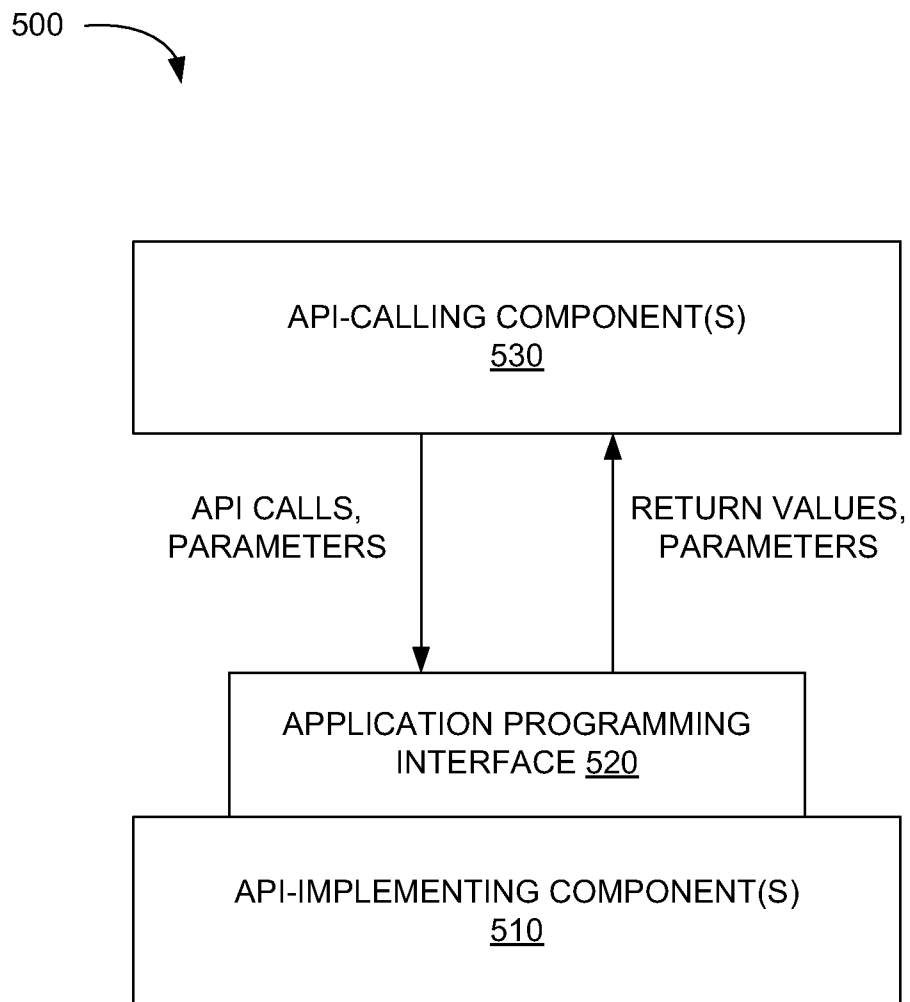 500
API-CALLING COMPONENT(S)
530
API CALLS,
PARAMETERS
RETURN VALUES,
PARAMETERS
APPLICATION PROGRAMMING
INTERFACE 520
API-IMPLEMENTING COMPONENT(S)
510